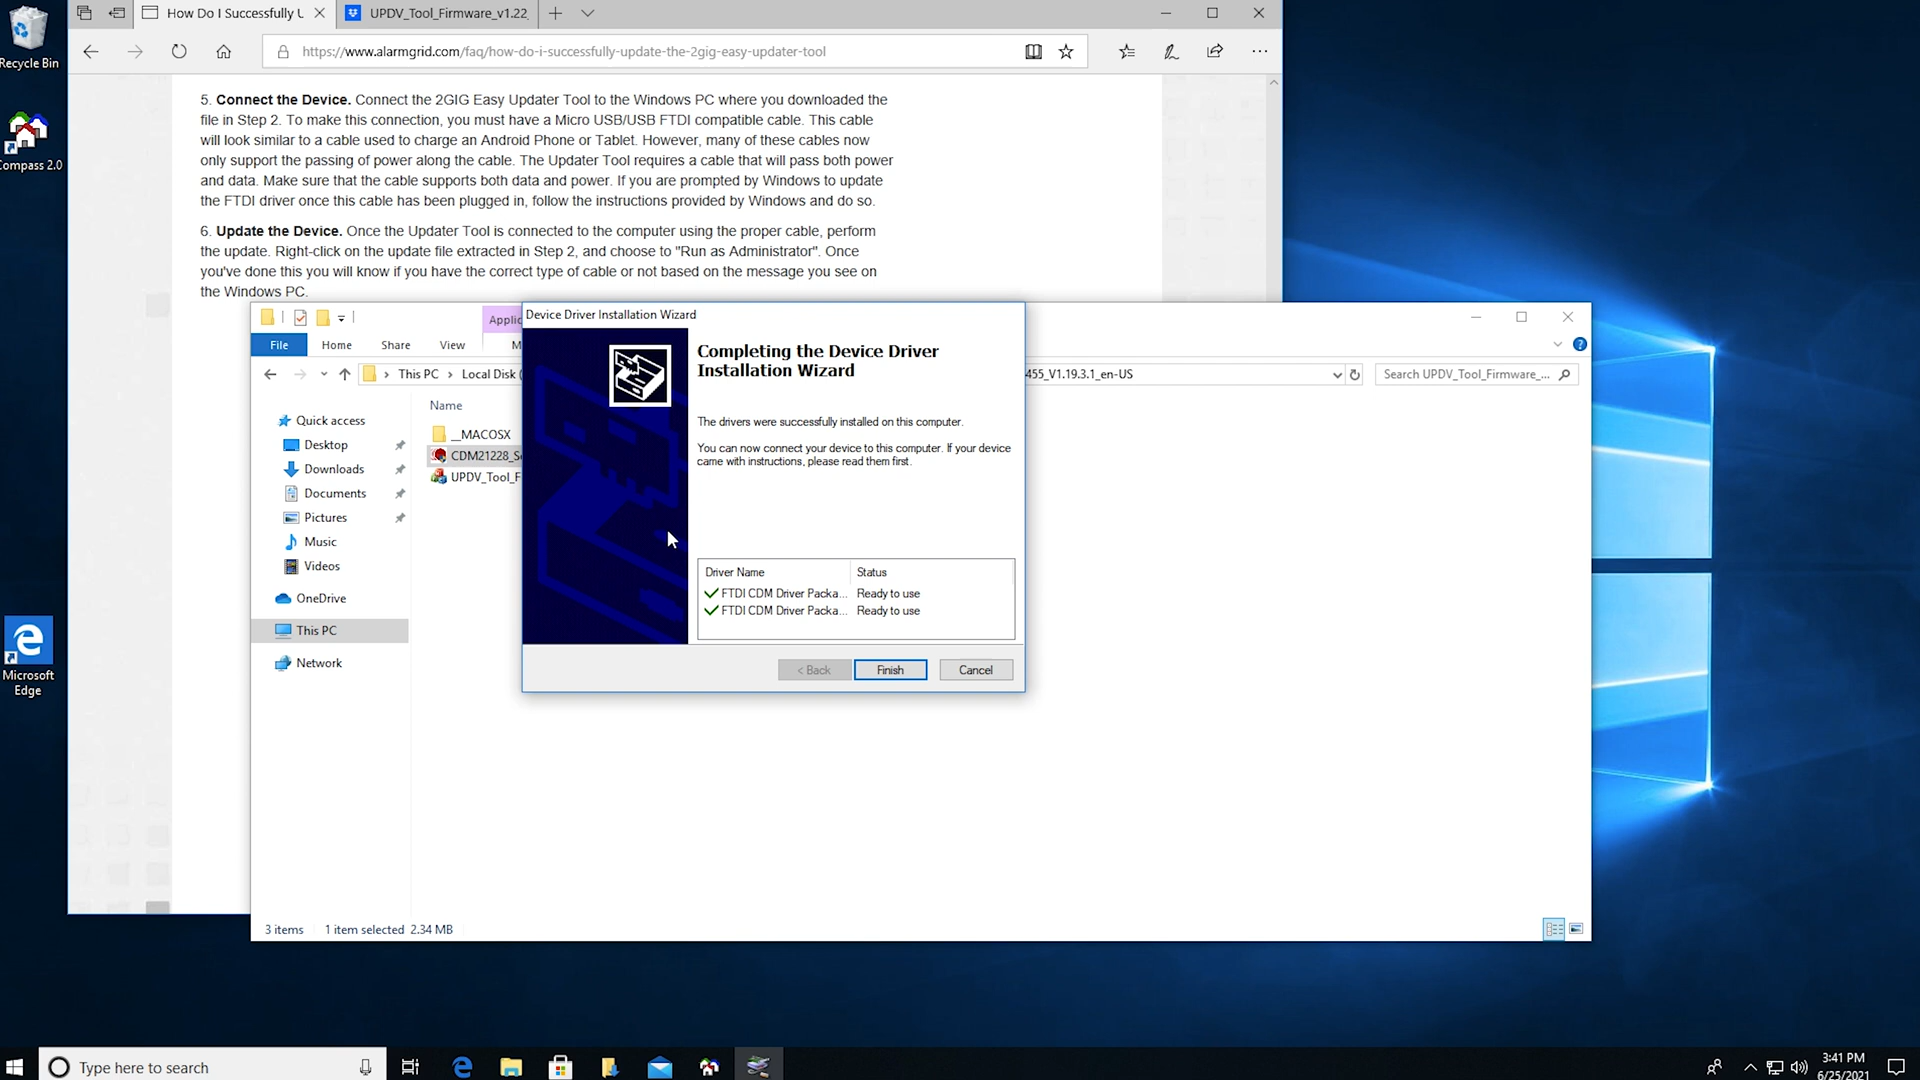 Recycle Bin
Compass 2.0
Microsoft
Edge
How Do I Successfully U
UPDV_Tool_Firmware_v1.22_
https://www.alarmgrid.com/faq/how-do-i-successfully-update-the-2gig-easy-updater-tool
5. Connect the Device. Connect the 2GIG Easy Updater Tool to the Windows PC where you downloaded the
file in Step 2. To make this connection, you must have a Micro USB/USB FTDI compatible cable. This cable
will look similar to a cable used to charge an Android Phone or Tablet. However, many of these cables now
only support the passing of power along the cable. The Updater Tool requires a cable that will pass both power
and data. Make sure that the cable supports both data and power. If you are prompted by Windows to update
the FTDI driver once this cable has been plugged in, follow the instructions provided by Windows and do so.
6. Update the Device. Once the Updater Tool is connected to the computer using the proper cable, perform
the update. Right-click on the update file extracted in Step 2, and choose to "Run as Administrator". Once
you've done this you will know if you have the correct type of cable or not based on the message you see on
the Windows PC.
Applic
File Home Share View M
This PC > Local Disk ( 455_V1.19.3.1_en-US
Search UPDV_Tool_Firmware_...
Quick access
Desktop
Downloads
Documents
Pictures
Music
Videos
OneDrive
This PC
Network
Name
__MACOSX
CDM21228_Se
UPDV_Tool_F
3 items 1 item selected 2.34 MB
Device Driver Installation Wizard
Completing the Device Driver
Installation Wizard
The drivers were successfully installed on this computer.
You can now connect your device to this computer. If your device
came with instructions, please read them first.
Driver Name Status
FTDI CDM Driver Packa... Ready to use
FTDI CDM Driver Packa... Ready to use
< Back Finish Cancel
Type here to search
3:41 PM
6/25/2021